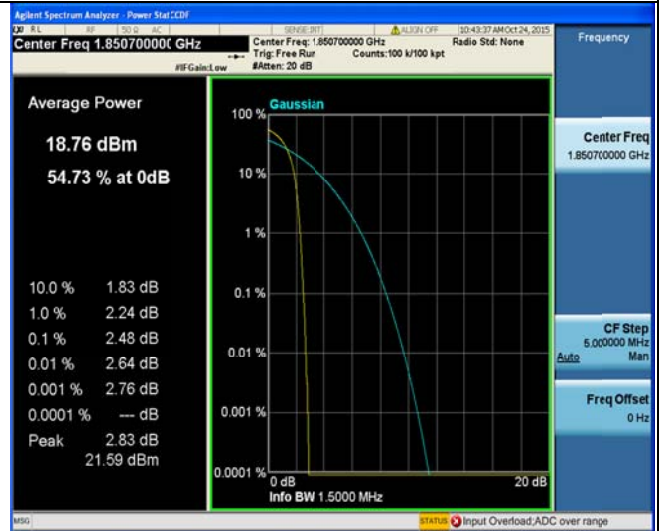 Agilent Spectrum Analyzer - Power Stat CCDF
RL RF 50 Ω AC SENSE:INT ALIGN OFF 10:43:37 AM Oct 24, 2015
Center Freq 1.850700000 GHz
Center Freq: 1.850700000 GHz Radio Std: None
Trig: Free Run Counts:100 k/100 kpt
#IFGain:Low #Atten: 20 dB
Frequency
Average Power
18.76 dBm
54.73 % at 0dB
10.0 % 1.83 dB
1.0 % 2.24 dB
0.1 % 2.48 dB
0.01 % 2.64 dB
0.001 % 2.76 dB
0.0001 % --- dB
Peak 2.83 dB
21.59 dBm
Gaussian
100 %
10 %
1 %
0.1 %
0.01 %
0.001 %
0.0001 %
0 dB 20 dB
Info BW 1.5000 MHz
Center Freq
1.850700000 GHz
CF Step
5.000000 MHz
Auto Man
Freq Offset
0 Hz
MSG STATUS Input Overload;ADC over range